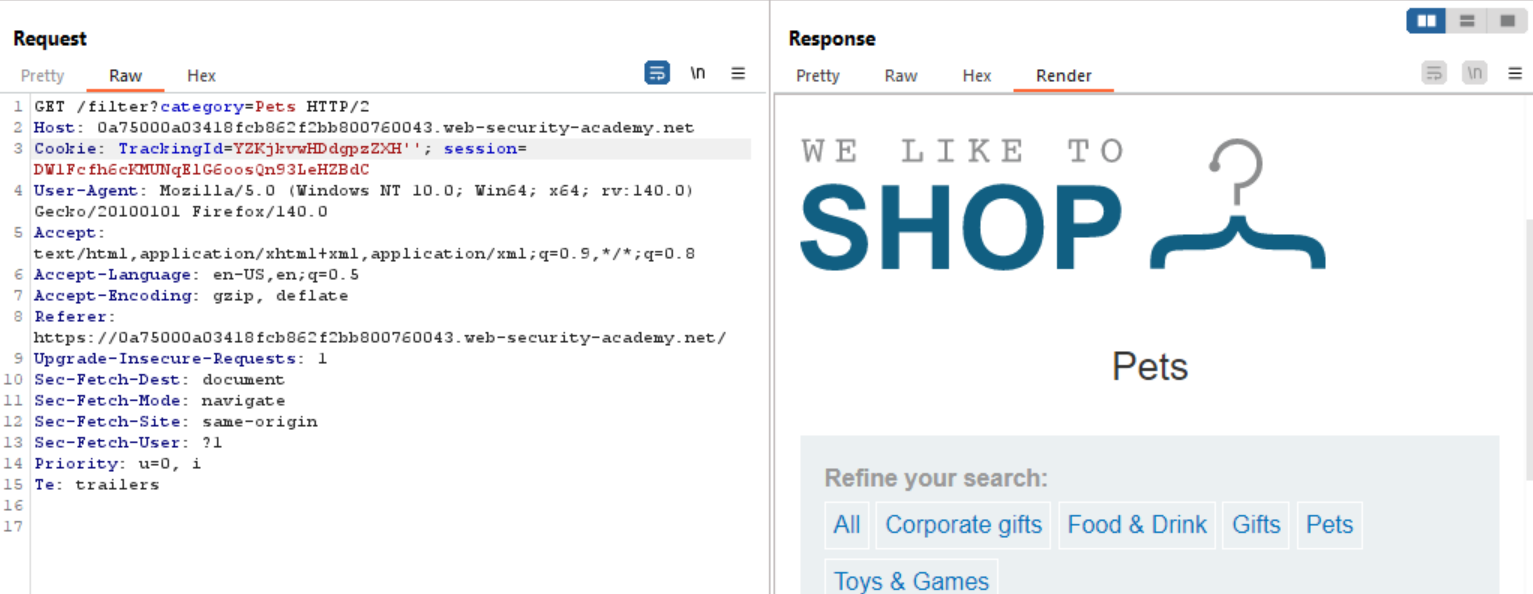 Request
Pretty Raw Hex \n
1 GET /filter?category=Pets HTTP/2
2 Host: 0a75000a03418fcb862f2bb800760043.web-security-academy.net
3 Cookie: TrackingId=YZKjkvwHDdgpzZXH''; session=
DWlFcfh6cKMUNqElG6oosQn93LeHZBdC
4 User-Agent: Mozilla/5.0 (Windows NT 10.0; Win64; x64; rv:140.0)
Gecko/20100101 Firefox/140.0
5 Accept:
text/html,application/xhtml+xml,application/xml;q=0.9,*/*;q=0.8
6 Accept-Language: en-US,en;q=0.5
7 Accept-Encoding: gzip, deflate
8 Referer:
https://0a75000a03418fcb862f2bb800760043.web-security-academy.net/
9 Upgrade-Insecure-Requests: 1
10 Sec-Fetch-Dest: document
11 Sec-Fetch-Mode: navigate
12 Sec-Fetch-Site: same-origin
13 Sec-Fetch-User: ?1
14 Priority: u=0, i
15 Te: trailers
16
17
Response
Pretty Raw Hex Render \n
WE LIKE TO
SHOP
Pets
Refine your search:
All Corporate gifts Food & Drink Gifts Pets
Toys & Games